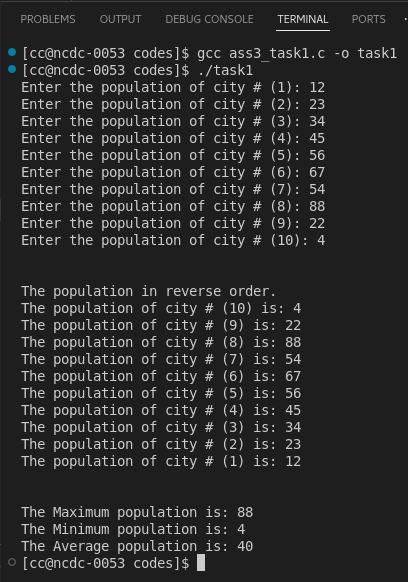 PROBLEMS OUTPUT DEBUG CONSOLE TERMINAL PORTS
[cc@ncdc-0053 codes]$ gcc ass3_task1.c -o task1
[cc@ncdc-0053 codes]$ ./task1
Enter the population of city # (1): 12
Enter the population of city # (2): 23
Enter the population of city # (3): 34
Enter the population of city # (4): 45
Enter the population of city # (5): 56
Enter the population of city # (6): 67
Enter the population of city # (7): 54
Enter the population of city # (8): 88
Enter the population of city # (9): 22
Enter the population of city # (10): 4
The population in reverse order.
The population of city # (10) is: 4
The population of city # (9) is: 22
The population of city # (8) is: 88
The population of city # (7) is: 54
The population of city # (6) is: 67
The population of city # (5) is: 56
The population of city # (4) is: 45
The population of city # (3) is: 34
The population of city # (2) is: 23
The population of city # (1) is: 12
The Maximum population is: 88
The Minimum population is: 4
The Average population is: 40
[cc@ncdc-0053 codes]$